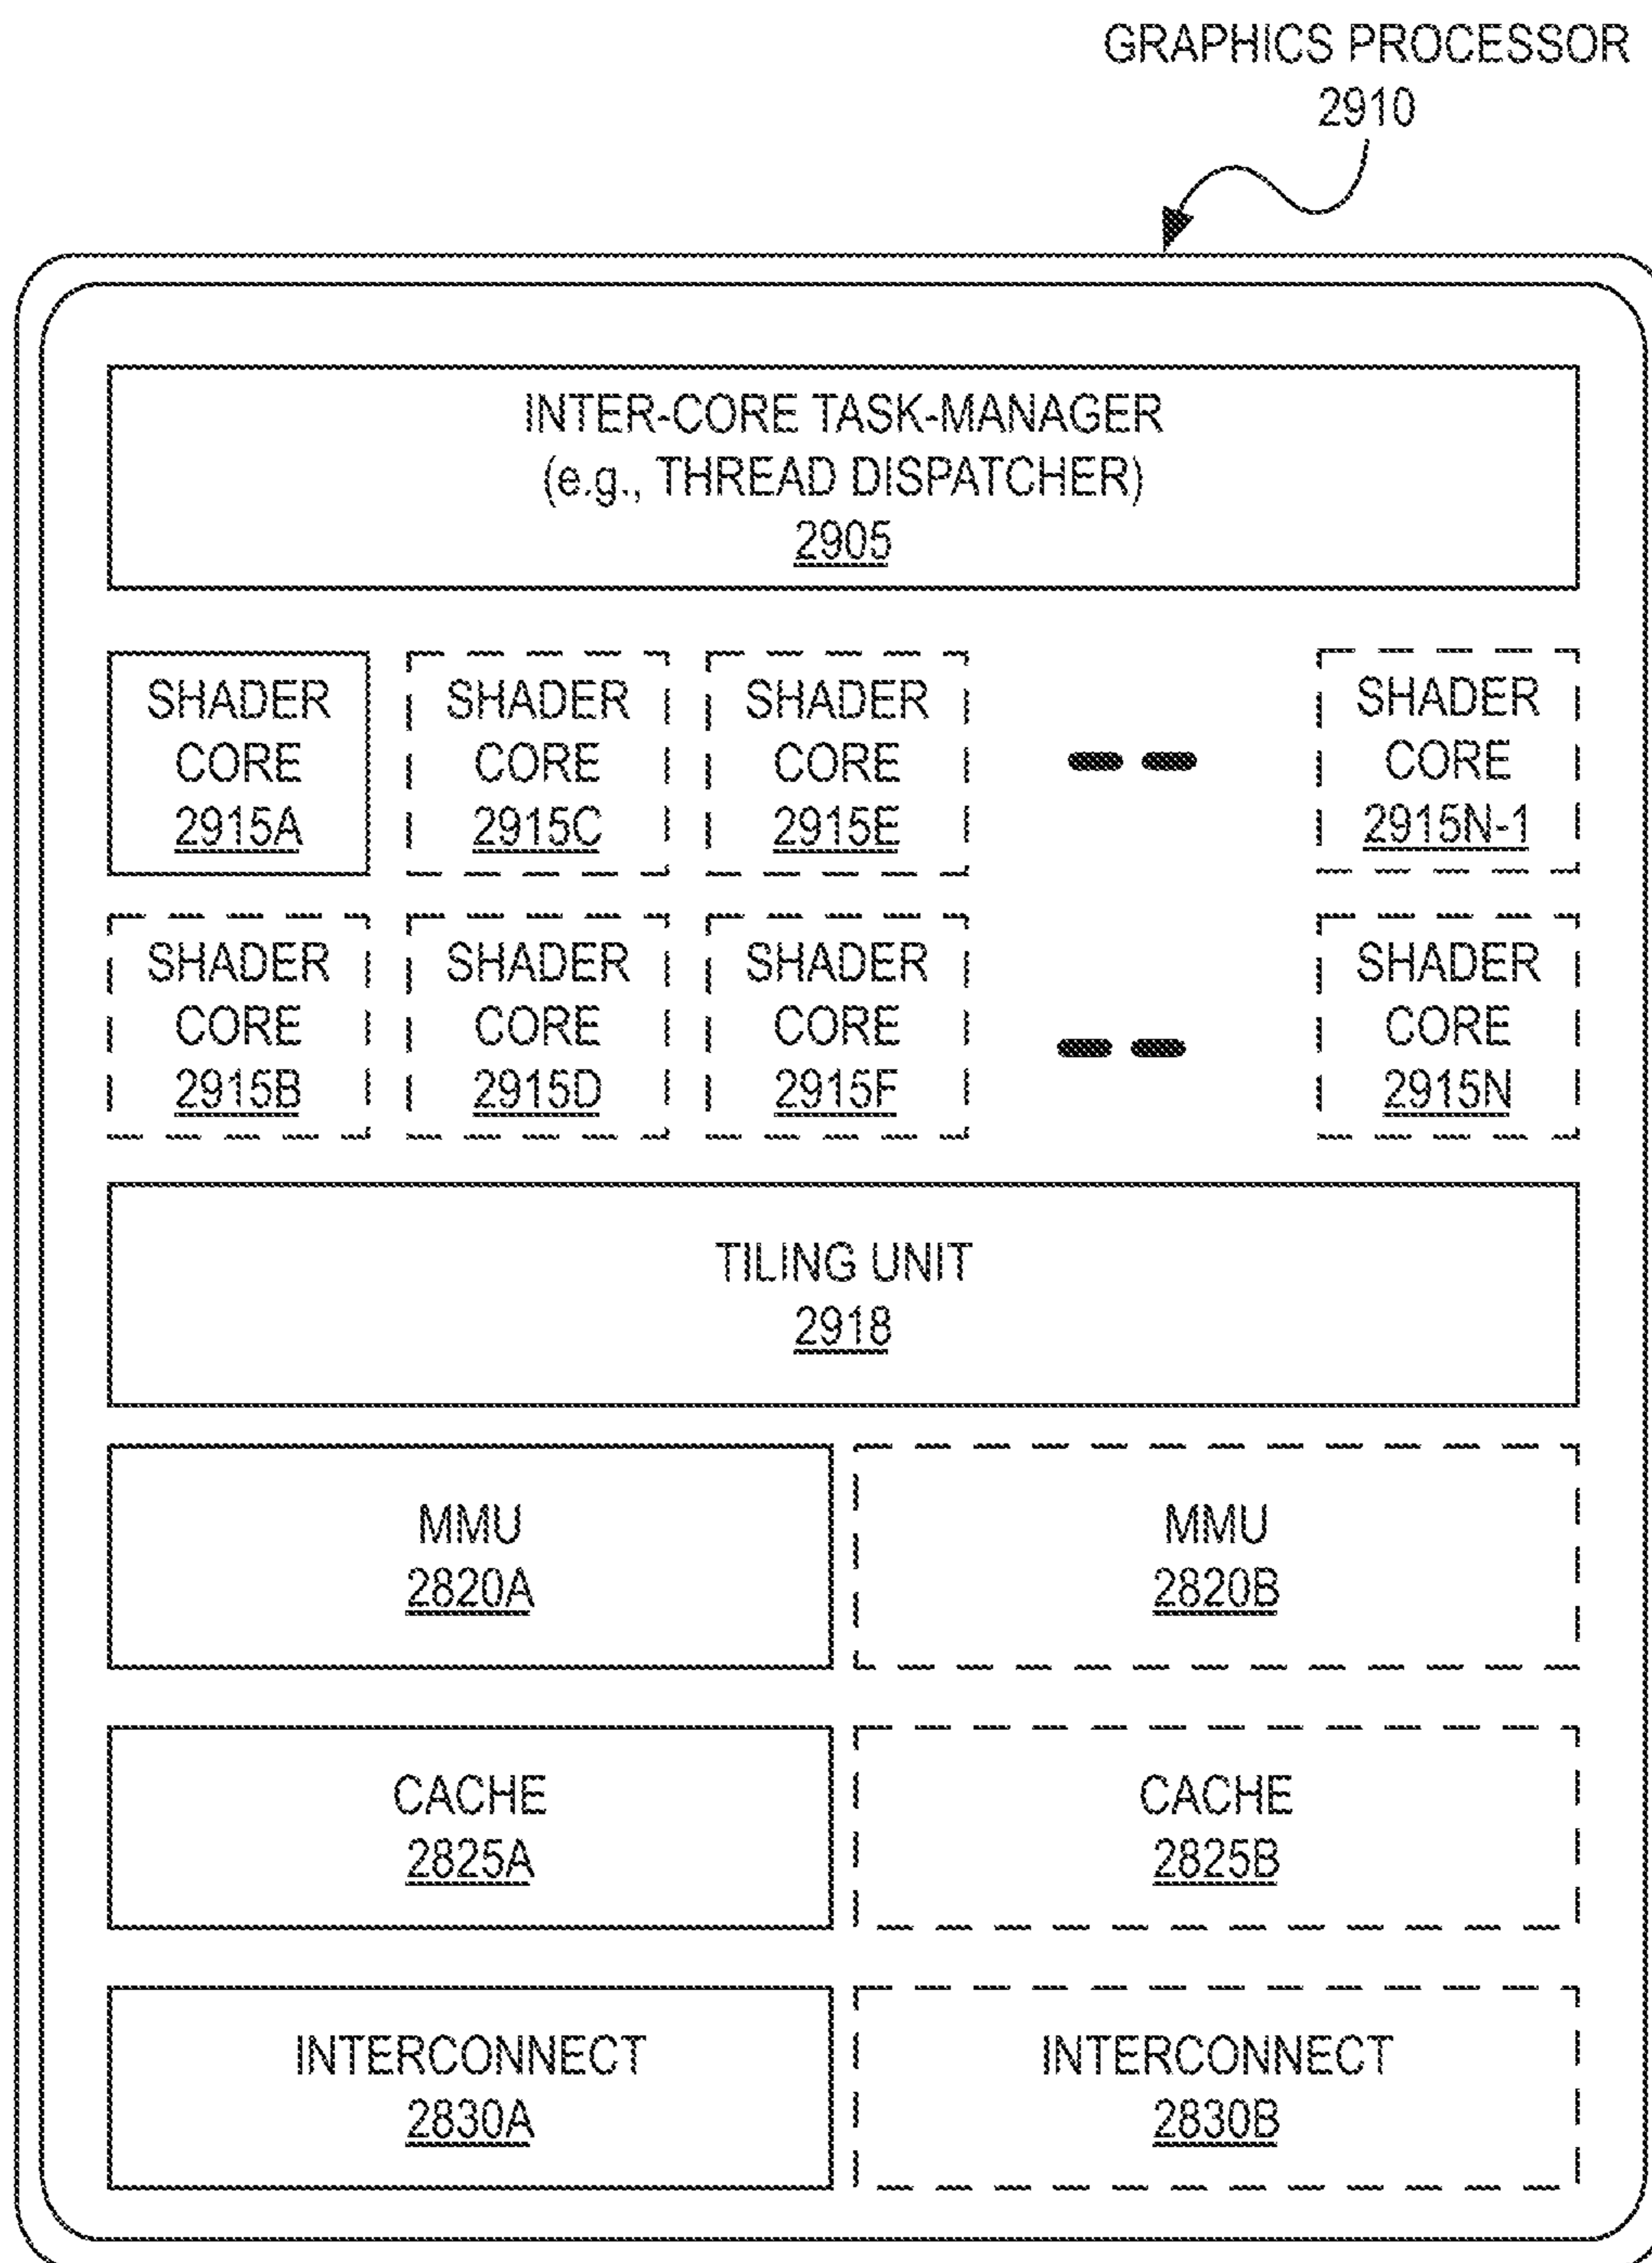 GRAPHICS PROCESSOR
2910
INTER-CORE TASK-MANAGER
(e.g., THREAD DISPATCHER)
2905
SHADER
CORE
2915A
SHADER
CORE
2915C
SHADER
CORE
2915E
SHADER
CORE
2915N-1
SHADER
CORE
2915B
SHADER
CORE
2915D
SHADER
CORE
2915F
SHADER
CORE
2915N
TILING UNIT
2918
MMU
2820A
MMU
2820B
CACHE
2825A
CACHE
2825B
INTERCONNECT
2830A
INTERCONNECT
2830B